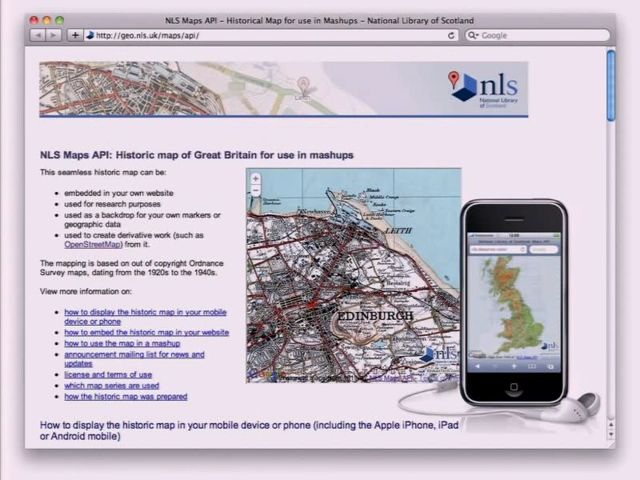 NLS Maps API - Historical Map for use in Mashups - National Library of Scotland
http://geo.nls.uk/maps/api/
Google
nls
National Library
of Scotland
NLS Maps API: Historic map of Great Britain for use in mashups
This seamless historic map can be:
• embedded in your own website
• used for research purposes
• used as a backdrop for your own markers or
geographic data
• used to create derivative work (such as
OpenStreetMap) from it.
The mapping is based on out of copyright Ordnance
Survey maps, dating from the 1920s to the 1940s.
View more information on:
• how to display the historic map in your mobile
device or phone
• how to embed the historic map in your website
• how to use the map in a mashup
• announcement mailing list for news and
updates
• license and terms of use
• which map series are used
• how the historic map was prepared
LEITH
EDINBURGH
nls
How to display the historic map in your mobile device or phone (including the Apple iPhone, iPad
or Android mobile)